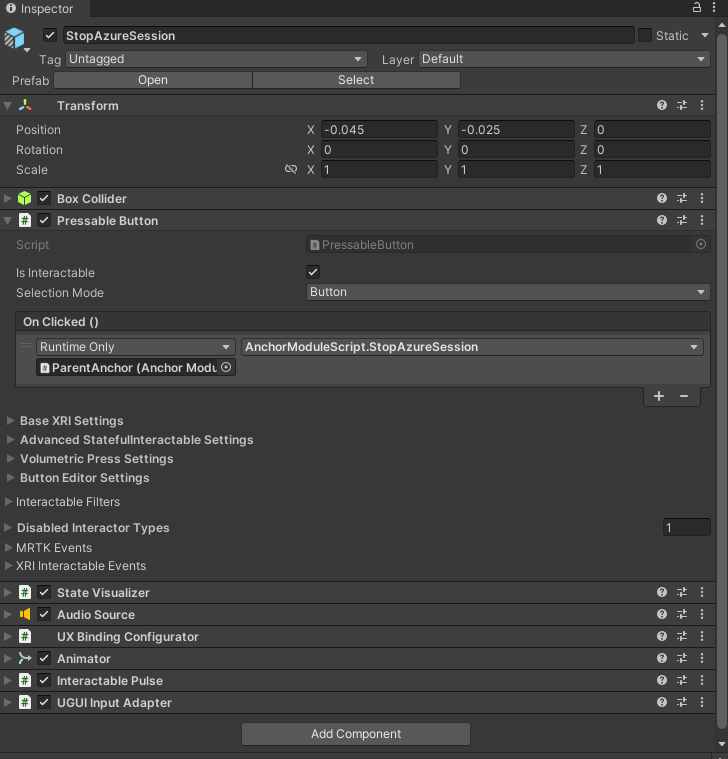 Inspector
StopAzureSession Static
Tag Untagged Layer Default
Prefab Open Select
Transform
Position X -0.045 Y -0.025 Z 0
Rotation X 0 Y 0 Z 0
Scale X 1 Y 1 Z 1
Box Collider
# Pressable Button
Script # PressableButton
Is Interactable
Selection Mode Button
On Clicked ()
Runtime Only AnchorModuleScript.StopAzureSession
# ParentAnchor (Anchor Modu
+ −
Base XRI Settings
Advanced StatefulInteractable Settings
Volumetric Press Settings
Button Editor Settings
Interactable Filters
Disabled Interactor Types 1
MRTK Events
XRI Interactable Events
# State Visualizer
Audio Source
# UX Binding Configurator
Animator
# Interactable Pulse
# UGUI Input Adapter
Add Component